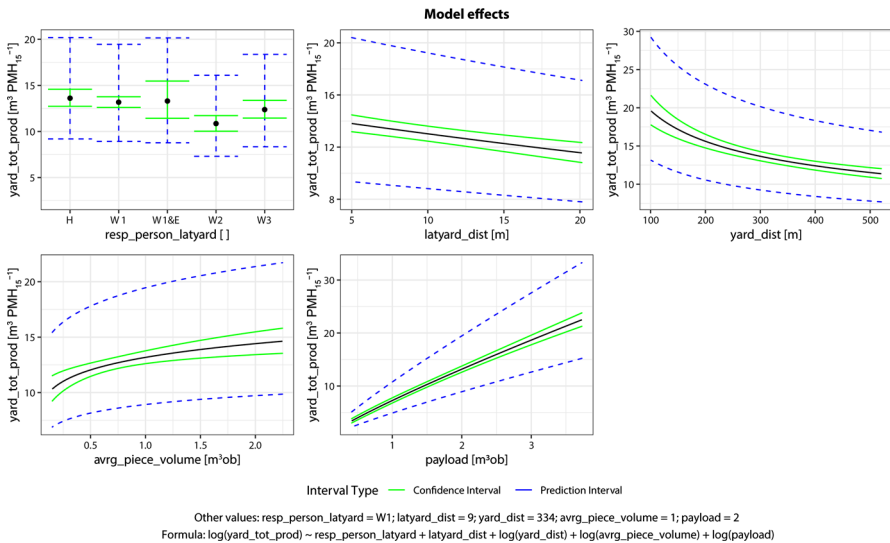 Model effects
yard_tot_prod [m³ PMH₁₅⁻¹]
20
15
10
5
H
W1
W1&E
W2
W3
resp_person_latyard [ ]
yard_tot_prod [m³ PMH₁₅⁻¹]
20
16
12
8
5
10
15
20
latyard_dist [m]
yard_tot_prod [m³ PMH₁₅⁻¹]
30
25
20
15
10
100
200
300
400
500
yard_dist [m]
yard_tot_prod [m³ PMH₁₅⁻¹]
20
15
10
0.5
1.0
1.5
2.0
avrg_piece_volume [m³ob]
yard_tot_prod [m³ PMH₁₅⁻¹]
30
20
10
1
2
3
payload [m³ob]
Interval Type Confidence Interval Prediction Interval
Other values: resp_person_latyard = W1; latyard_dist = 9; yard_dist = 334; avrg_piece_volume = 1; payload = 2
Formula: log(yard_tot_prod) ~ resp_person_latyard + latyard_dist + log(yard_dist) + log(avrg_piece_volume) + log(payload)